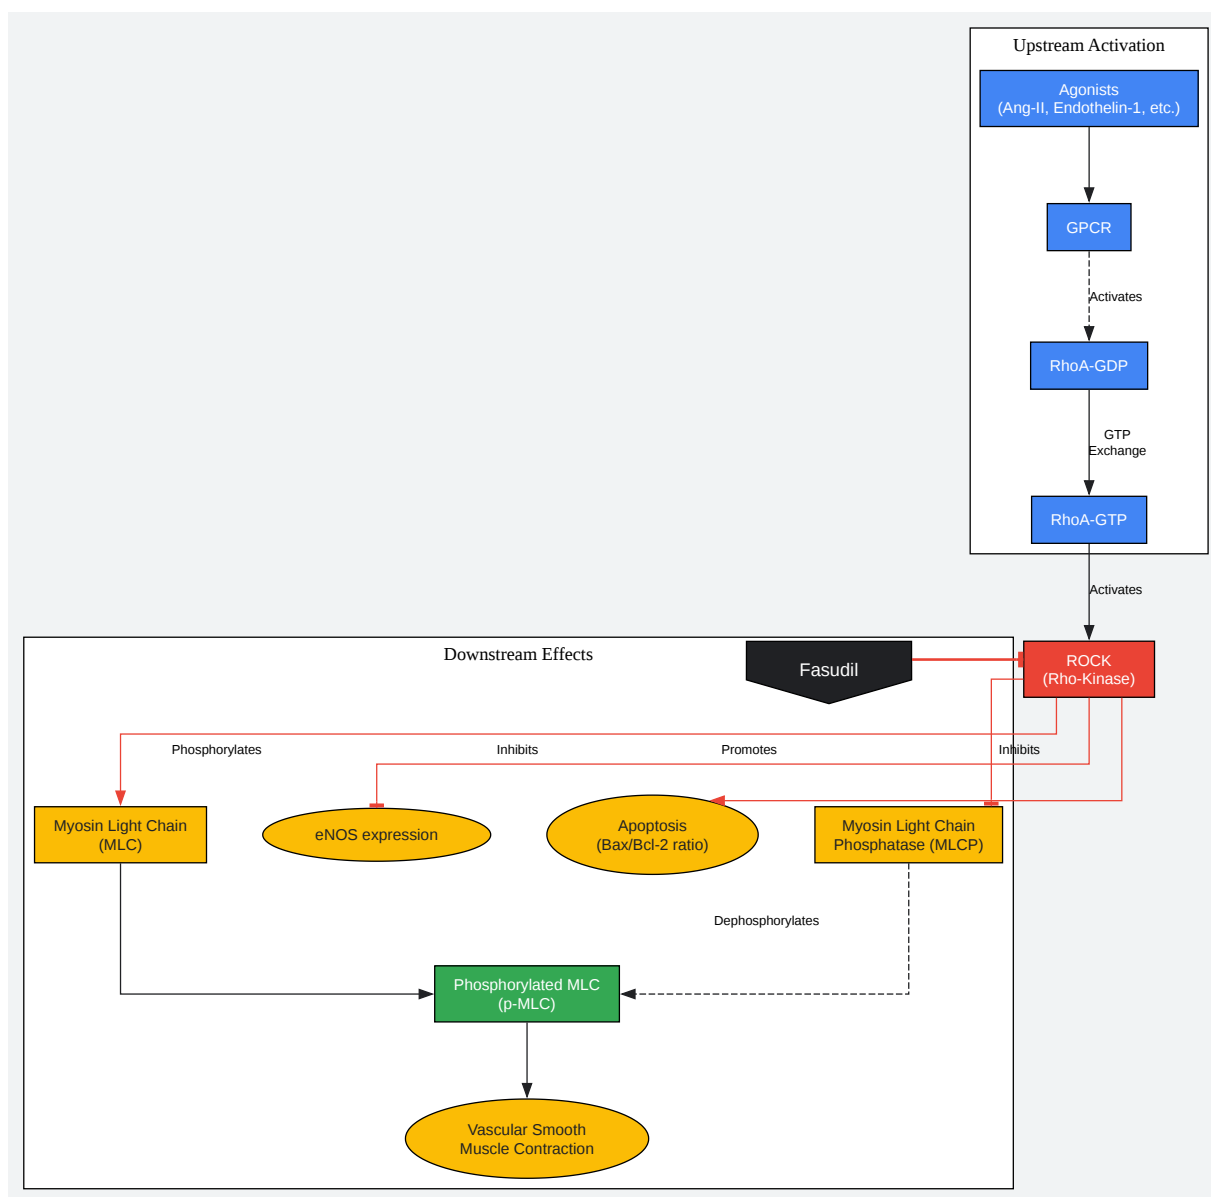 Upstream Activation
Agonists
(Ang-II, Endothelin-1, etc.)
GPCR
Activates
RhoA-GDP
GTP
Exchange
RhoA-GTP
Activates
Downstream Effects
Fasudil
ROCK
(Rho-Kinase)
Phosphorylates
Inhibits
Promotes
Inhibits
Myosin Light Chain
(MLC)
eNOS expression
Apoptosis
(Bax/Bcl-2 ratio)
Myosin Light Chain
Phosphatase (MLCP)
Dephosphorylates
Phosphorylated MLC
(p-MLC)
Vascular Smooth
Muscle Contraction